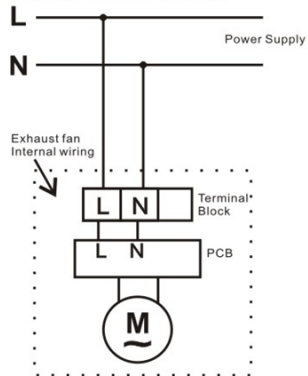 L
Power Supply
N
Exhaust fan
Internal wiring
L N
Terminal
Block
L N
PCB
M
~